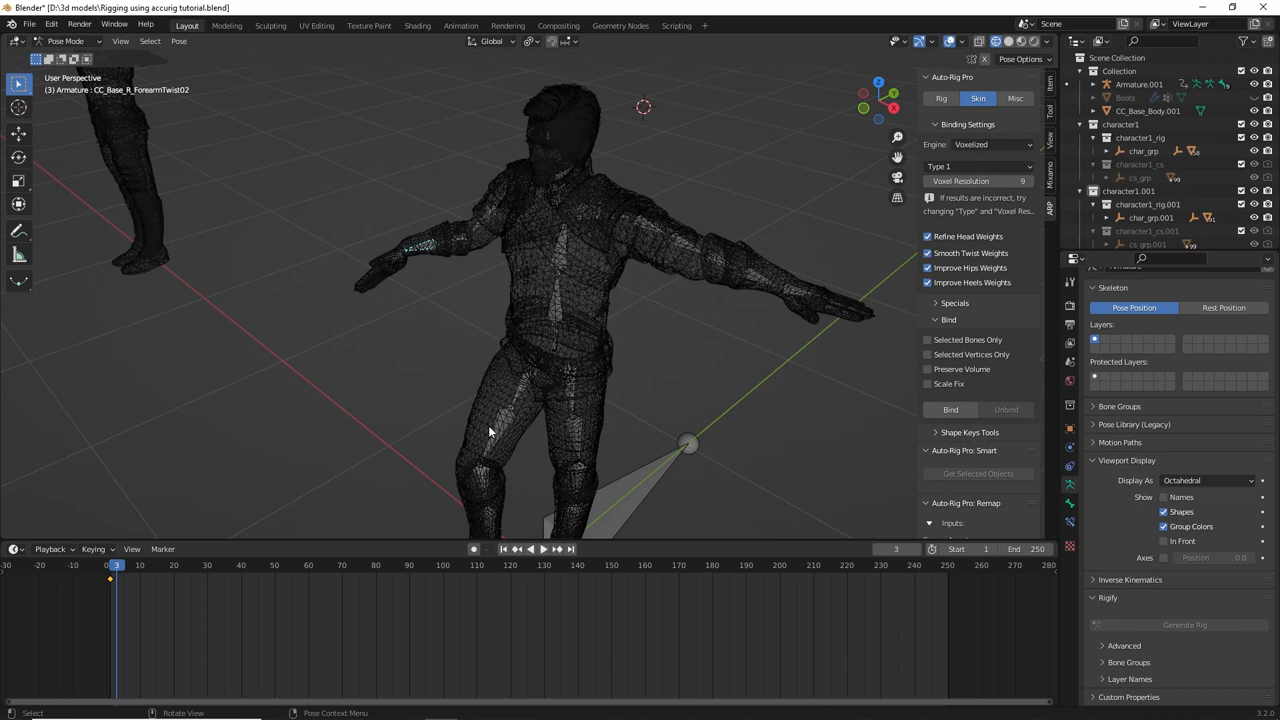 Blender* [D:\3d models\Rigging using accurig tutorial.blend]
File Edit Render Window Help Layout Modeling Sculpting UV Editing Texture Paint Shading Animation Rendering Compositing Geometry Nodes Scripting + Scene ViewLayer
Pose Mode View Select Pose Global
X Pose Options
User Perspective
(3) Armature : CC_Base_R_ForearmTwist02
Z
Y
X
Auto-Rig Pro
Rig Skin Misc
Binding Settings
Engine: Voxelized
Type 1
Voxel Resolution 9
If results are incorrect, try
changing "Type" and "Voxel Res...
Refine Head Weights
Smooth Twist Weights
Improve Hips Weights
Improve Heels Weights
Specials
Bind
Selected Bones Only
Selected Vertices Only
Preserve Volume
Scale Fix
Bind Unbind
Shape Keys Tools
Auto-Rig Pro: Smart
Get Selected Objects
Auto-Rig Pro: Remap
Inputs:
Item
Tool
View
Mixamo
ARP
Scene Collection
Collection
Armature.001
Boots
CC_Base_Body.001
character1
character1_rig
char_grp
character1_cs
cs_grp
character1.001
character1_rig.001
char_grp.001
character1_cs.001
cs_grp.001
Skeleton
Pose Position Rest Position
Layers:
Protected Layers:
Bone Groups
Pose Library (Legacy)
Motion Paths
Viewport Display
Display As Octahedral
Show Names
Shapes
Group Colors
In Front
Axes Position 0.0
Inverse Kinematics
Rigify
Generate Rig
Advanced
Bone Groups
Layer Names
Custom Properties
Playback Keying View Marker 3 Start 1 End 250
-30 -20 -10 0 3 10 20 30 40 50 60 70 80 90 100 110 120 130 140 150 160 170 180 190 200 210 220 230 240 250 260 270 280
Select Rotate View Pose Context Menu 3.2.0